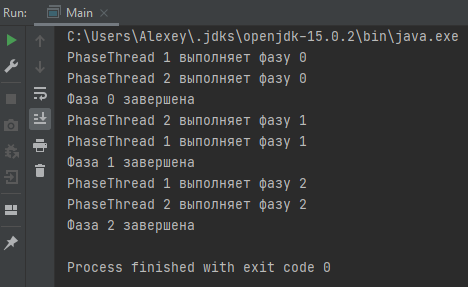 Run: Main
C:\Users\Alexey\.jdks\openjdk-15.0.2\bin\java.exe
PhaseThread 1 выполняет фазу 0
PhaseThread 2 выполняет фазу 0
Фаза 0 завершена
PhaseThread 2 выполняет фазу 1
PhaseThread 1 выполняет фазу 1
Фаза 1 завершена
PhaseThread 1 выполняет фазу 2
PhaseThread 2 выполняет фазу 2
Фаза 2 завершена
Process finished with exit code 0